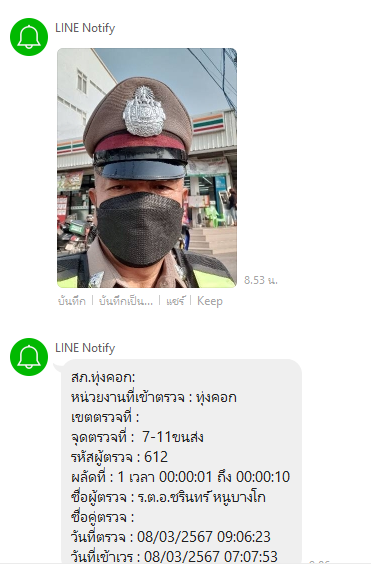 LINE Notify
8.53 น.
บันทึก | บันทึกเป็น... | แชร์ | Keep
LINE Notify
สภ.ทุ่งคอก:
หน่วยงานที่เข้าตรวจ : ทุ่งคอก
เขตตรวจที่ :
จุดตรวจที่ : 7-11ขนส่ง
รหัสผู้ตรวจ : 612
ผลัดที่ : 1 เวลา 00:00:01 ถึง 00:00:10
ชื่อผู้ตรวจ : ร.ต.อ.ชรินทร์ หนูบางโก
ชื่อคู่ตรวจ :
วันที่ตรวจ : 08/03/2567 09:06:23
วันที่เข้าเวร : 08/03/2567 07:07:53